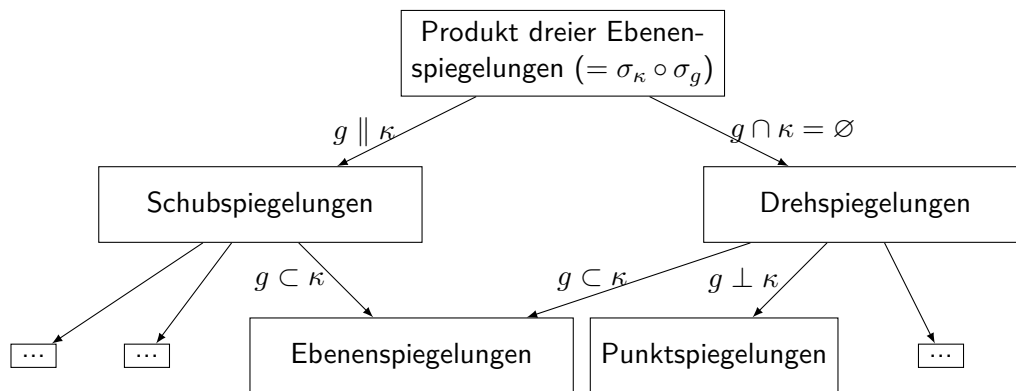 Produkt dreier Ebenen-
spiegelungen (= σ_κ ∘ σ_g)
g ∥ κ
g ∩ κ = ∅
Schubspiegelungen
Drehspiegelungen
g ⊂ κ
g ⊂ κ
g ⊥ κ
...
...
Ebenenspiegelungen
Punktspiegelungen
...